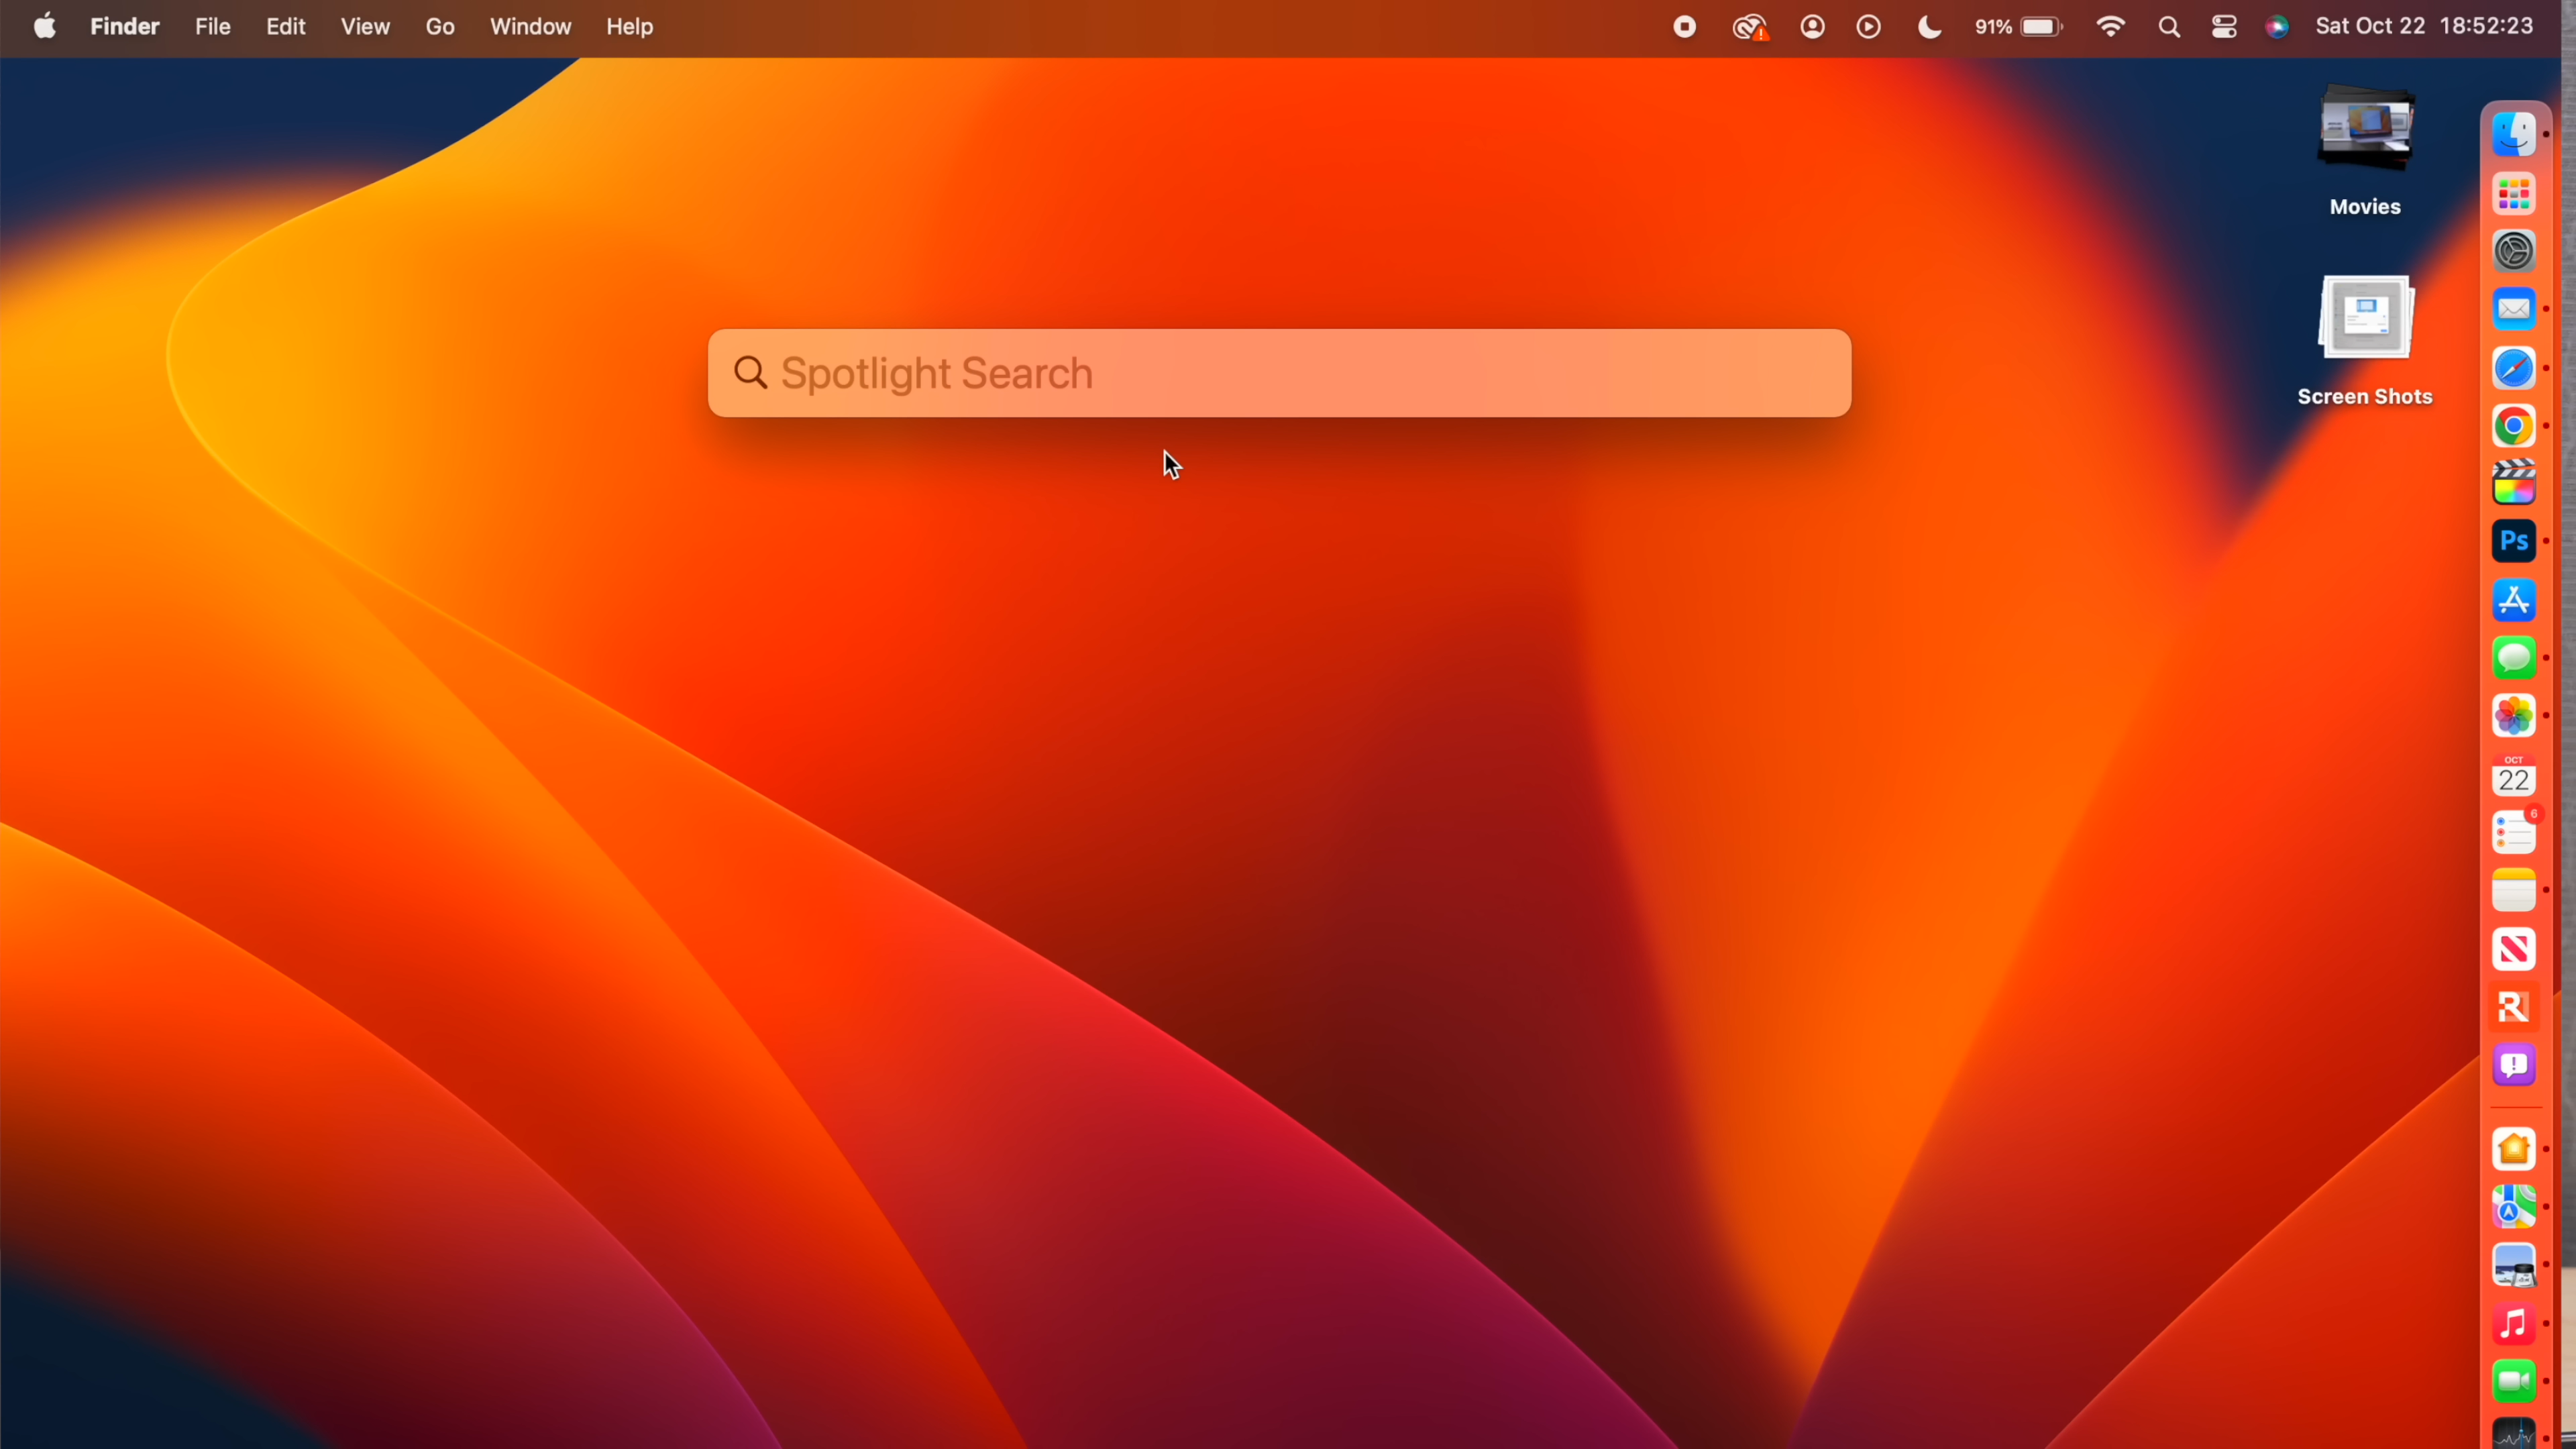 Finder File Edit View Go Window Help 91% Sat Oct 22 18:52:23
Movies
Spotlight Search
Screen Shots
Ps
OCT
22
6